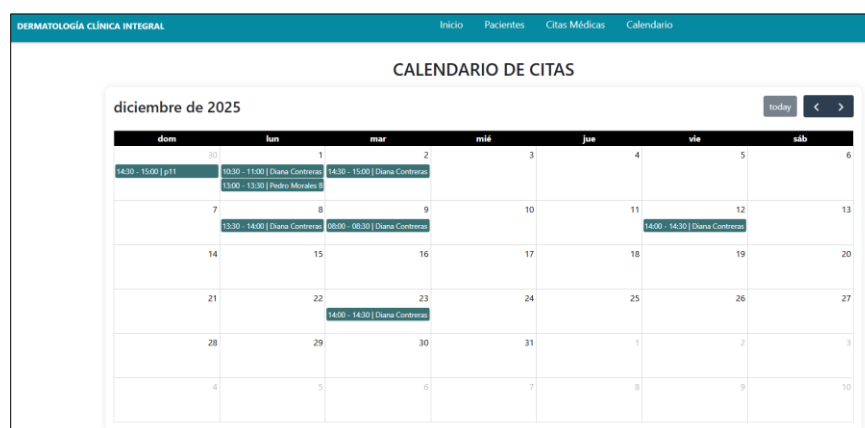 DERMATOLOGÍA CLÍNICA INTEGRAL Inicio Pacientes Citas Médicas Calendario
CALENDARIO DE CITAS
diciembre de 2025 today
dom lun mar mié jue vie sáb
30 1 2 3 4 5 6
14:30 - 15:00 | p11 10:30 - 11:00 | Diana Contreras 14:30 - 15:00 | Diana Contreras
13:00 - 13:30 | Pedro Morales B
7 8 9 10 11 12 13
13:30 - 14:00 | Diana Contreras 08:00 - 08:30 | Diana Contreras 14:00 - 14:30 | Diana Contreras
14 15 16 17 18 19 20
21 22 23 24 25 26 27
14:00 - 14:30 | Diana Contreras
28 29 30 31 1 2 3
4 5 6 7 8 9 10